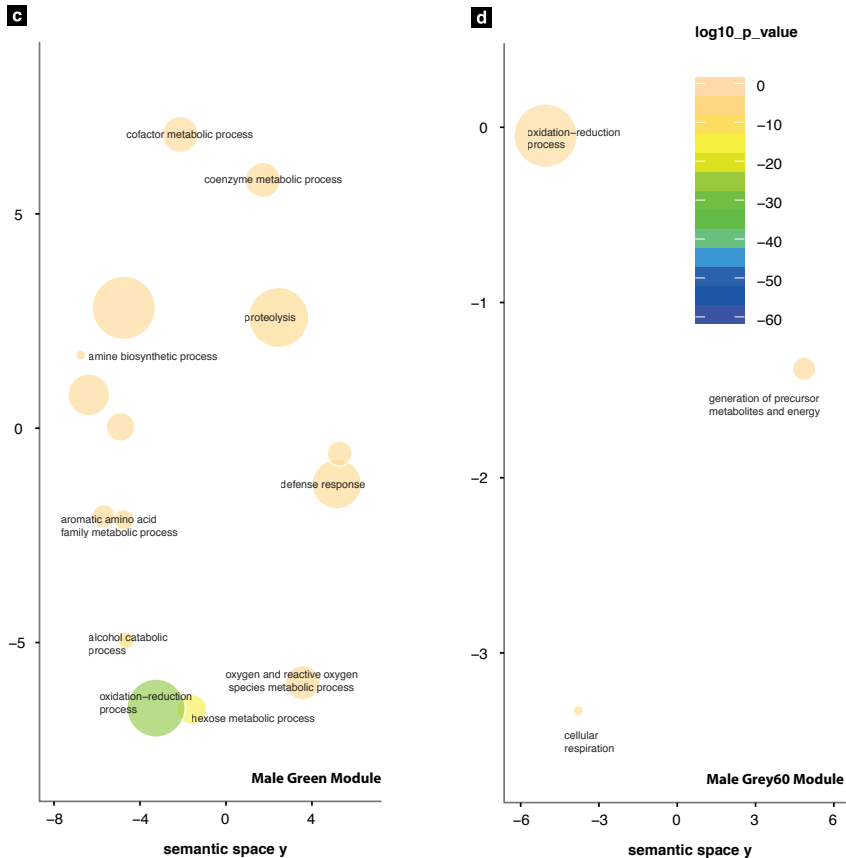 c
cofactor metabolic process
coenzyme metabolic process
5
proteolysis
amine biosynthetic process
0
defense response
aromatic amino acid
family metabolic process
alcohol catabolic
process
−5
oxygen and reactive oxygen
species metabolic process
oxidation−reduction
process
hexose metabolic process
Male Green Module
−8
−4
0
4
semantic space y
d
log10_p_value
0
−10
−20
−30
−40
−50
−60
0
oxidation−reduction
process
−1
generation of precursor
metabolites and energy
−2
−3
cellular
respiration
Male Grey60 Module
−6
−3
0
3
6
semantic space y